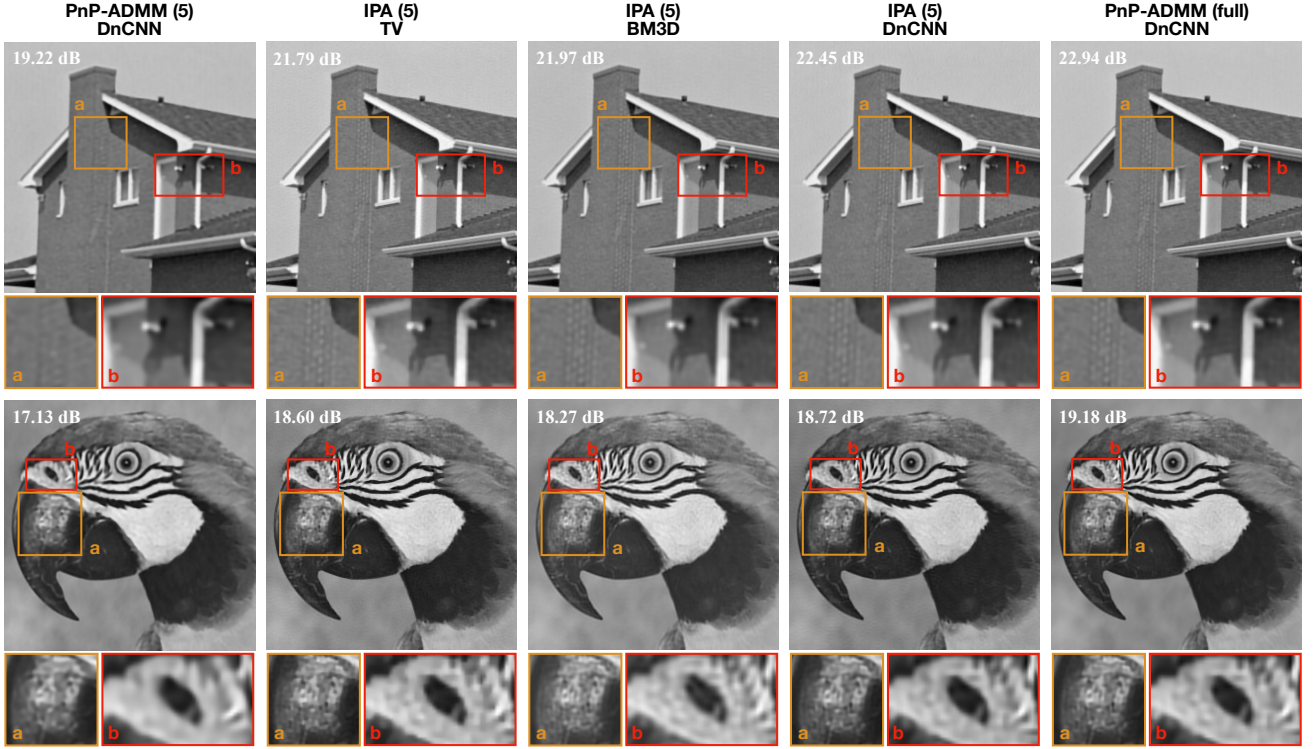 PnP-ADMM (5)
DnCNN
IPA (5)
TV
IPA (5)
BM3D
IPA (5)
DnCNN
PnP-ADMM (full)
DnCNN
19.22 dB
a
b
21.79 dB
a
b
21.97 dB
a
b
22.45 dB
a
b
22.94 dB
a
b
a
b
a
b
a
b
a
b
a
b
17.13 dB
b
a
18.60 dB
b
a
18.27 dB
b
a
18.72 dB
b
a
19.18 dB
b
a
a
b
a
b
a
b
a
b
a
b